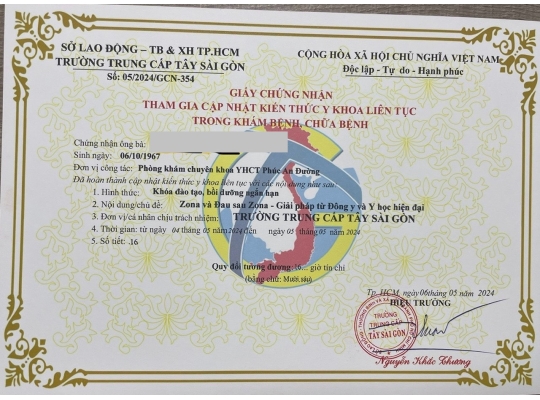 SỞ LAO ĐỘNG – TB & XH TP.HCM
TRƯỜNG TRUNG CẤP TÂY SÀI GÒN
Số: 05/2024/GCN-354
CỘNG HÒA XÃ HỘI CHỦ NGHĨA VIỆT NAM
Độc lập - Tự do - Hạnh phúc
GIẤY CHỨNG NHẬN
THAM GIA CẬP NHẬT KIẾN THỨC Y KHOA LIÊN TỤC
TRONG KHÁM BỆNH, CHỮA BỆNH
Chứng nhận ông bà:
Sinh ngày: 06/10/1967
Đơn vị công tác: Phòng khám chuyên khoa YHCT Phúc An Đường
Đã hoàn thành cập nhật kiến thức y khoa liên tục với các nội dung như sau:
1. Hình thức: Khóa đào tạo, bồi dưỡng ngắn hạn
2. Nội dung/chủ đề: Zona và Đau sau Zona - Giải pháp từ Đông y và Y học hiện đại
3. Đơn vị/cá nhân chịu trách nhiệm: TRƯỜNG TRUNG CẤP TÂY SÀI GÒN
4. Thời gian: từ ngày 04 tháng 05 năm 2024 đến ngày 05 tháng 05 năm 2024
5. Số tiết: .16
Quy đổi tương đương: 16... giờ tín chỉ
(bằng chữ: Mười sáu)
Tp. HCM, ngày 06 tháng 05 năm 2024
HIỆU TRƯỞNG
TRƯỜNG
TRUNG CẤP
TÂY SÀI GÒN
Nguyễn Khắc Thương